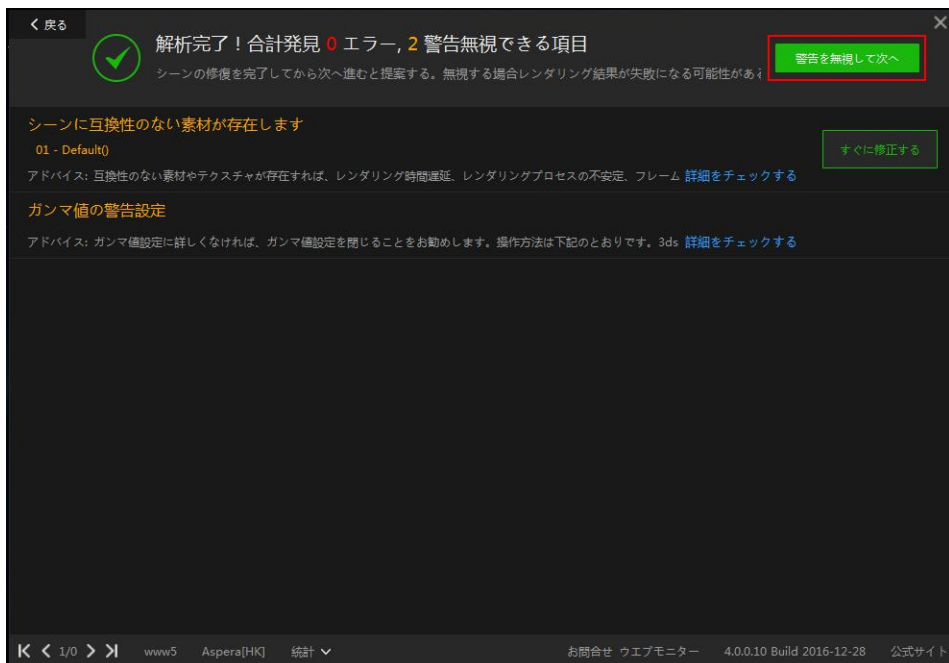 戻る
解析完了！合計発見 0 エラー, 2 警告無視できる項目
シーンの修復を完了してから次へ進むと提案する。無視する場合レンダリング結果が失敗になる可能性がある
警告を無視して次へ
シーンに互換性のない素材が存在します
01 - Default()
すぐに修正する
アドバイス: 互換性のない素材やテクスチャが存在すれば、レンダリング時間遅延、レンダリングプロセスの不安定、フレーム 詳細をチェックする
ガンマ値の警告設定
アドバイス: ガンマ値設定に詳しくなければ、ガンマ値設定を閉じることをお勧めします。操作方法は下記のとおりです。3ds 詳細をチェックする
1/0 www5 Aspera[HK] 統計 お問合せ ウエブモニター 4.0.0.10 Build 2016-12-28 公式サイト